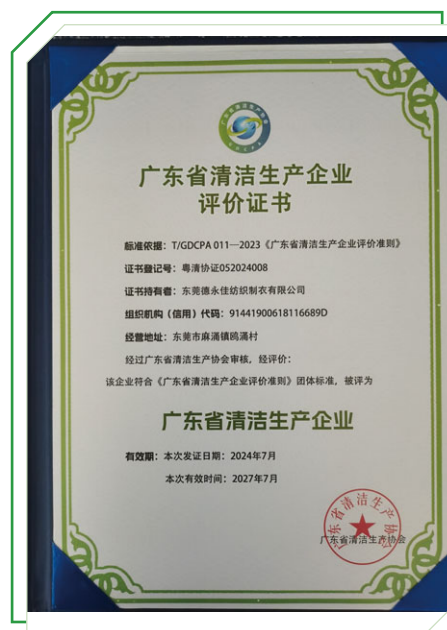 广东省清洁生产企业
评价证书
标准依据：T/GDCPA 011—2023《广东省清洁生产企业评价准则》
证书登记号：粤清协证052024008
证书持有者：东莞德永佳纺织制衣有限公司
组织机构（信用）代码：91441900618116689D
经营地址：东莞市麻涌镇鸥涌村
经过广东省清洁生产协会审核，经评价：
该企业符合《广东省清洁生产企业评价准则》团体标准，被评为
广东省清洁生产企业
有效期：本次发证日期：2024年7月
本次有效时间：2027年7月
广东省清洁生产协会
广东省清洁生产协会